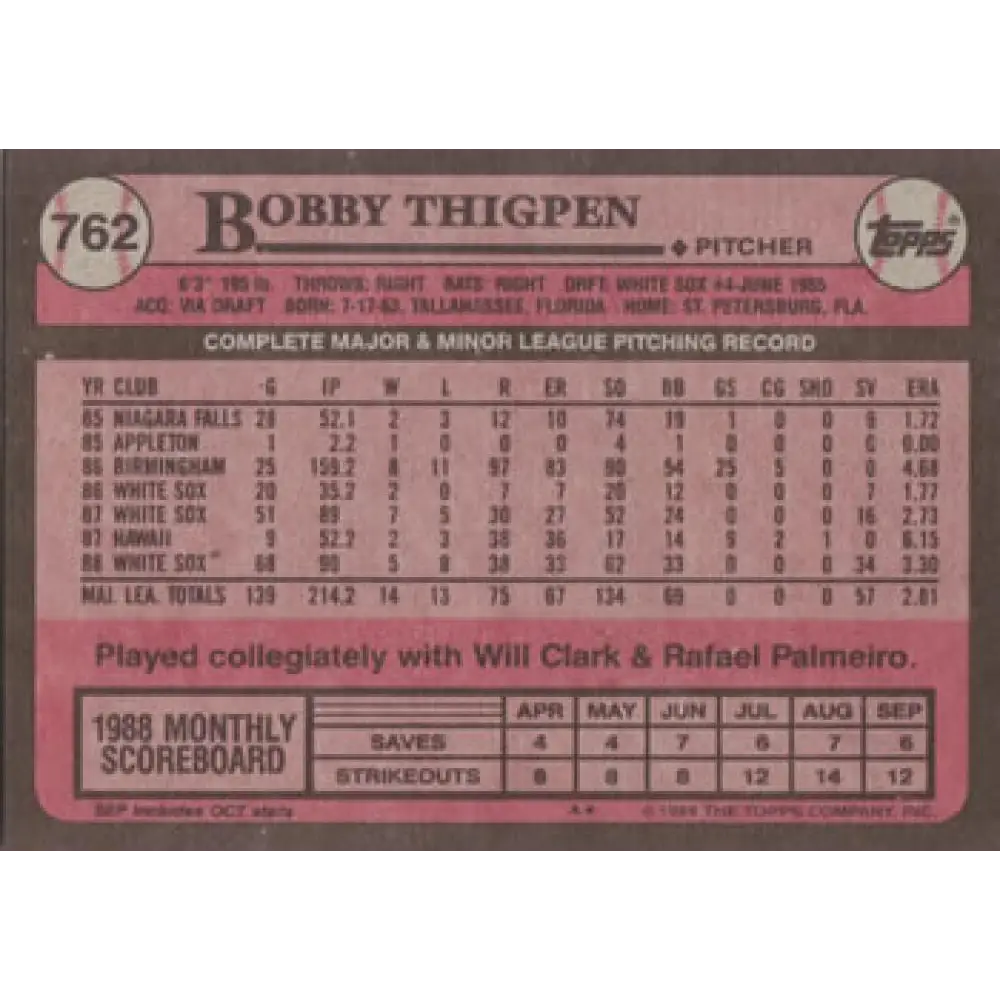 762
BOBBY THIGPEN
◆ PITCHER
TOPPS®
6'3" 195 lb. THROWS: RIGHT BATS: RIGHT DRFT: WHITE SOX #4-JUNE 1985
ACQ: VIA DRAFT BORN: 7-17-63, TALLAHASSEE, FLORIDA HOME: ST. PETERSBURG, FLA.
COMPLETE MAJOR & MINOR LEAGUE PITCHING RECORD
YR CLUB G IP W L R ER SO BB GS CG SHO SV ERA
85 NIAGARA FALLS 28 52.1 2 3 12 10 74 19 1 0 0 9 1.72
85 APPLETON 1 2.2 1 0 0 0 4 1 0 0 0 0 0.00
86 BIRMINGHAM 25 159.2 8 11 97 83 90 54 25 5 0 0 4.68
86 WHITE SOX 20 35.2 2 0 7 7 20 12 0 0 0 7 1.77
87 WHITE SOX 51 89 7 5 30 27 52 24 0 0 0 16 2.73
87 HAWAII 9 52.2 2 3 38 36 17 14 9 2 1 0 6.15
88 WHITE SOX 68 90 5 8 38 33 62 33 0 0 0 34 3.30
MAJ. LEA. TOTALS 139 214.2 14 13 75 67 134 69 0 0 0 57 2.81
Played collegiately with Will Clark & Rafael Palmeiro.
1988 MONTHLY SCOREBOARD
APR MAY JUN JUL AUG SEP
SAVES 4 4 7 6 7 6
STRIKEOUTS 8 8 8 12 14 12
SEP includes OCT stats A* © 1989 THE TOPPS COMPANY, INC.